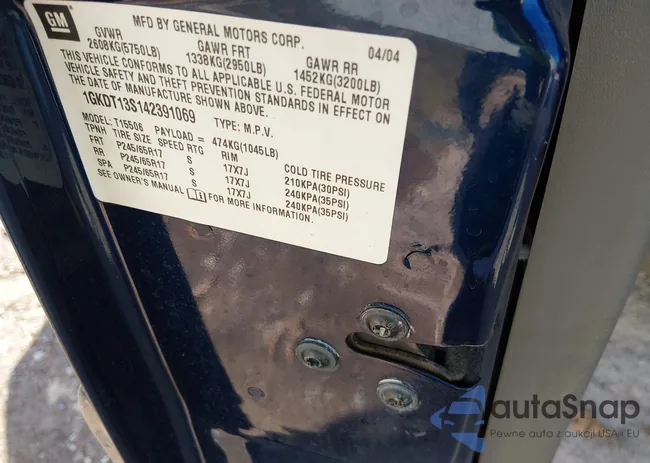 GM
MFD BY GENERAL MOTORS CORP. 04/04
GVWR GAWR FRT GAWR RR
2608KG(5750LB) 1338KG(2950LB) 1452KG(3200LB)
THIS VEHICLE CONFORMS TO ALL APPLICABLE U.S. FEDERAL MOTOR
VEHICLE SAFETY AND THEFT PREVENTION STANDARDS IN EFFECT ON
THE DATE OF MANUFACTURE SHOWN ABOVE.
1GKDT13S142391069 TYPE: M.P.V.
MODEL: T15506 PAYLOAD = 474KG(1045LB)
TPNH TIRE SIZE SPEED RTG RIM COLD TIRE PRESSURE
FRT P245/65R17 S 17X7J 210KPA(30PSI)
RR P245/65R17 S 17X7J 240KPA(35PSI)
SPA P245/65R17 S 17X7J 240KPA(35PSI)
SEE OWNER'S MANUAL FOR MORE INFORMATION.
autaSnap
Pewne auta z aukcji USA i EU